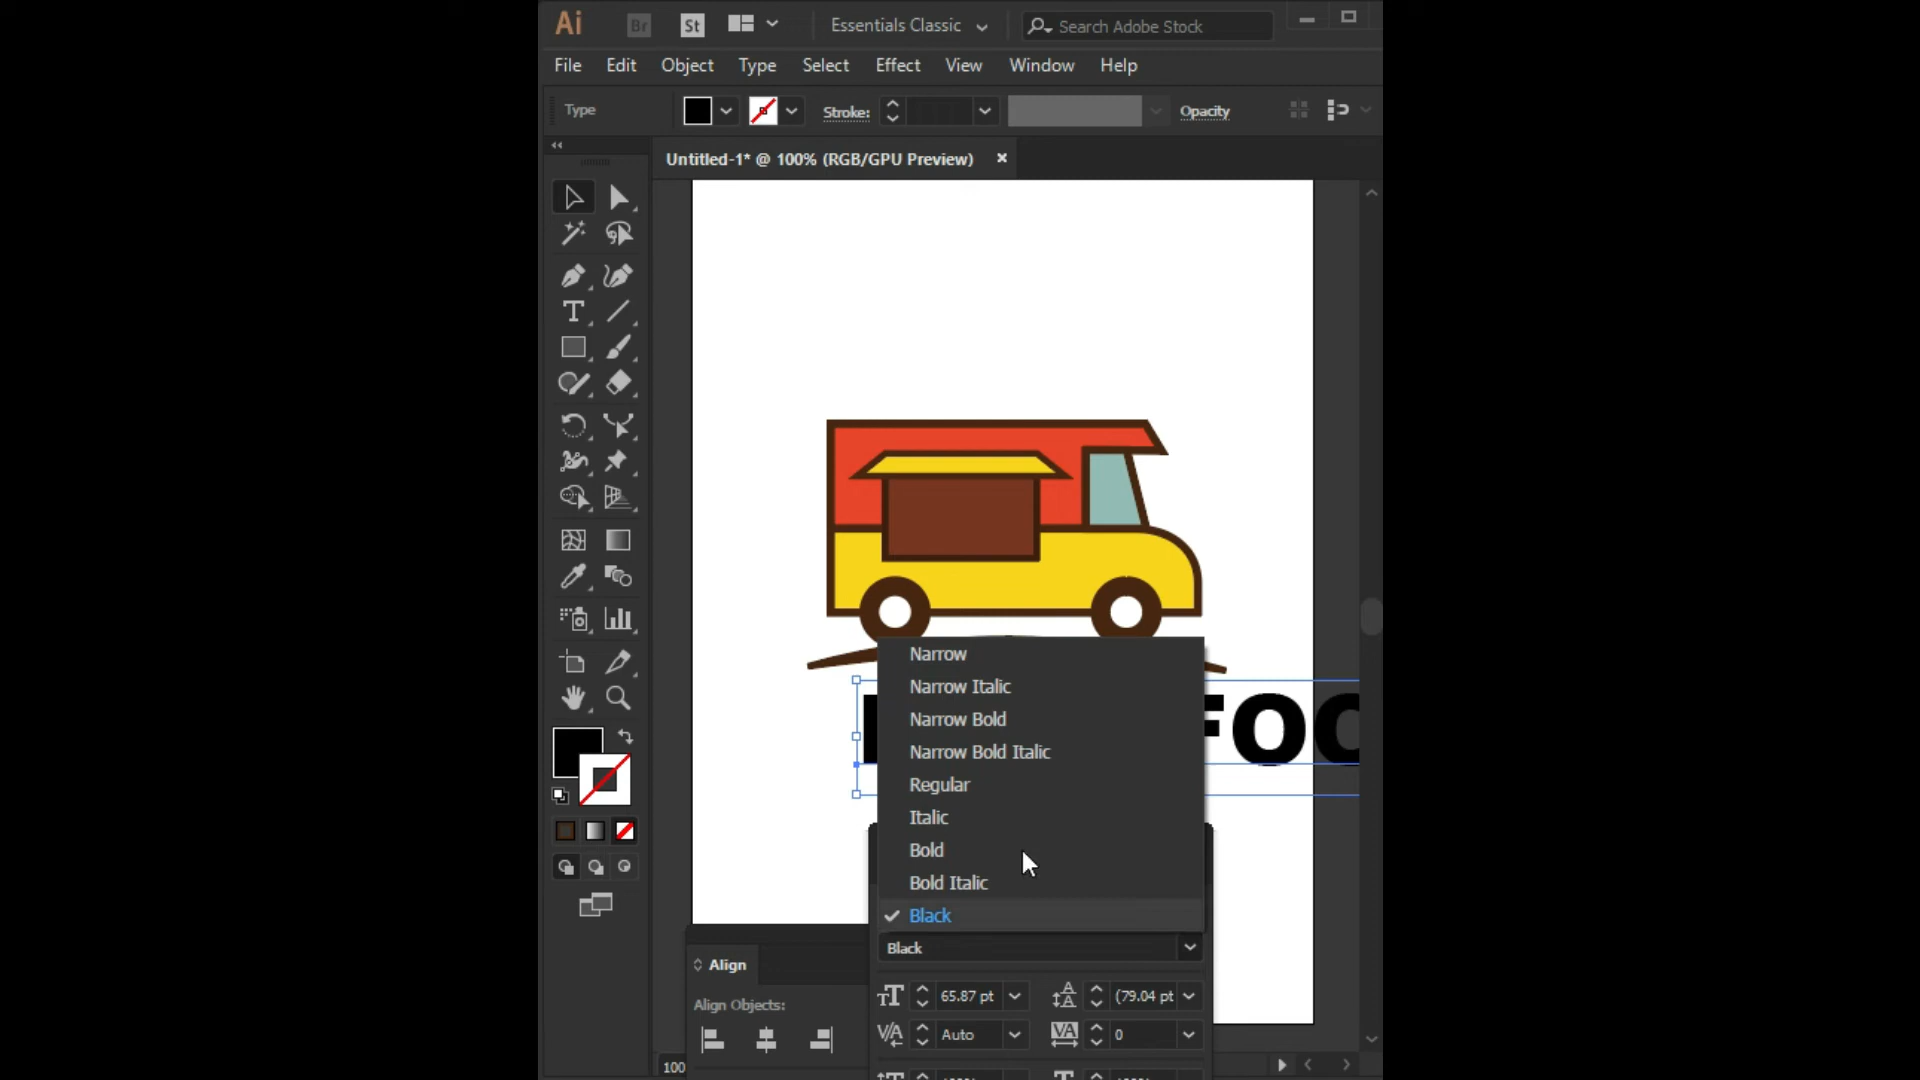 Ai Br St Essentials Classic Search Adobe Stock
File Edit Object Type Select Effect View Window Help
Type Stroke: Opacity
Untitled-1* @ 100% (RGB/GPU Preview) ×
T
FOO
Narrow
Narrow Italic
Narrow Bold
Narrow Bold Italic
Regular
Italic
Bold
Bold Italic
Black
Black
Align
Align Objects:
65.87 pt (79.04 pt
V/A Auto VA 0
100